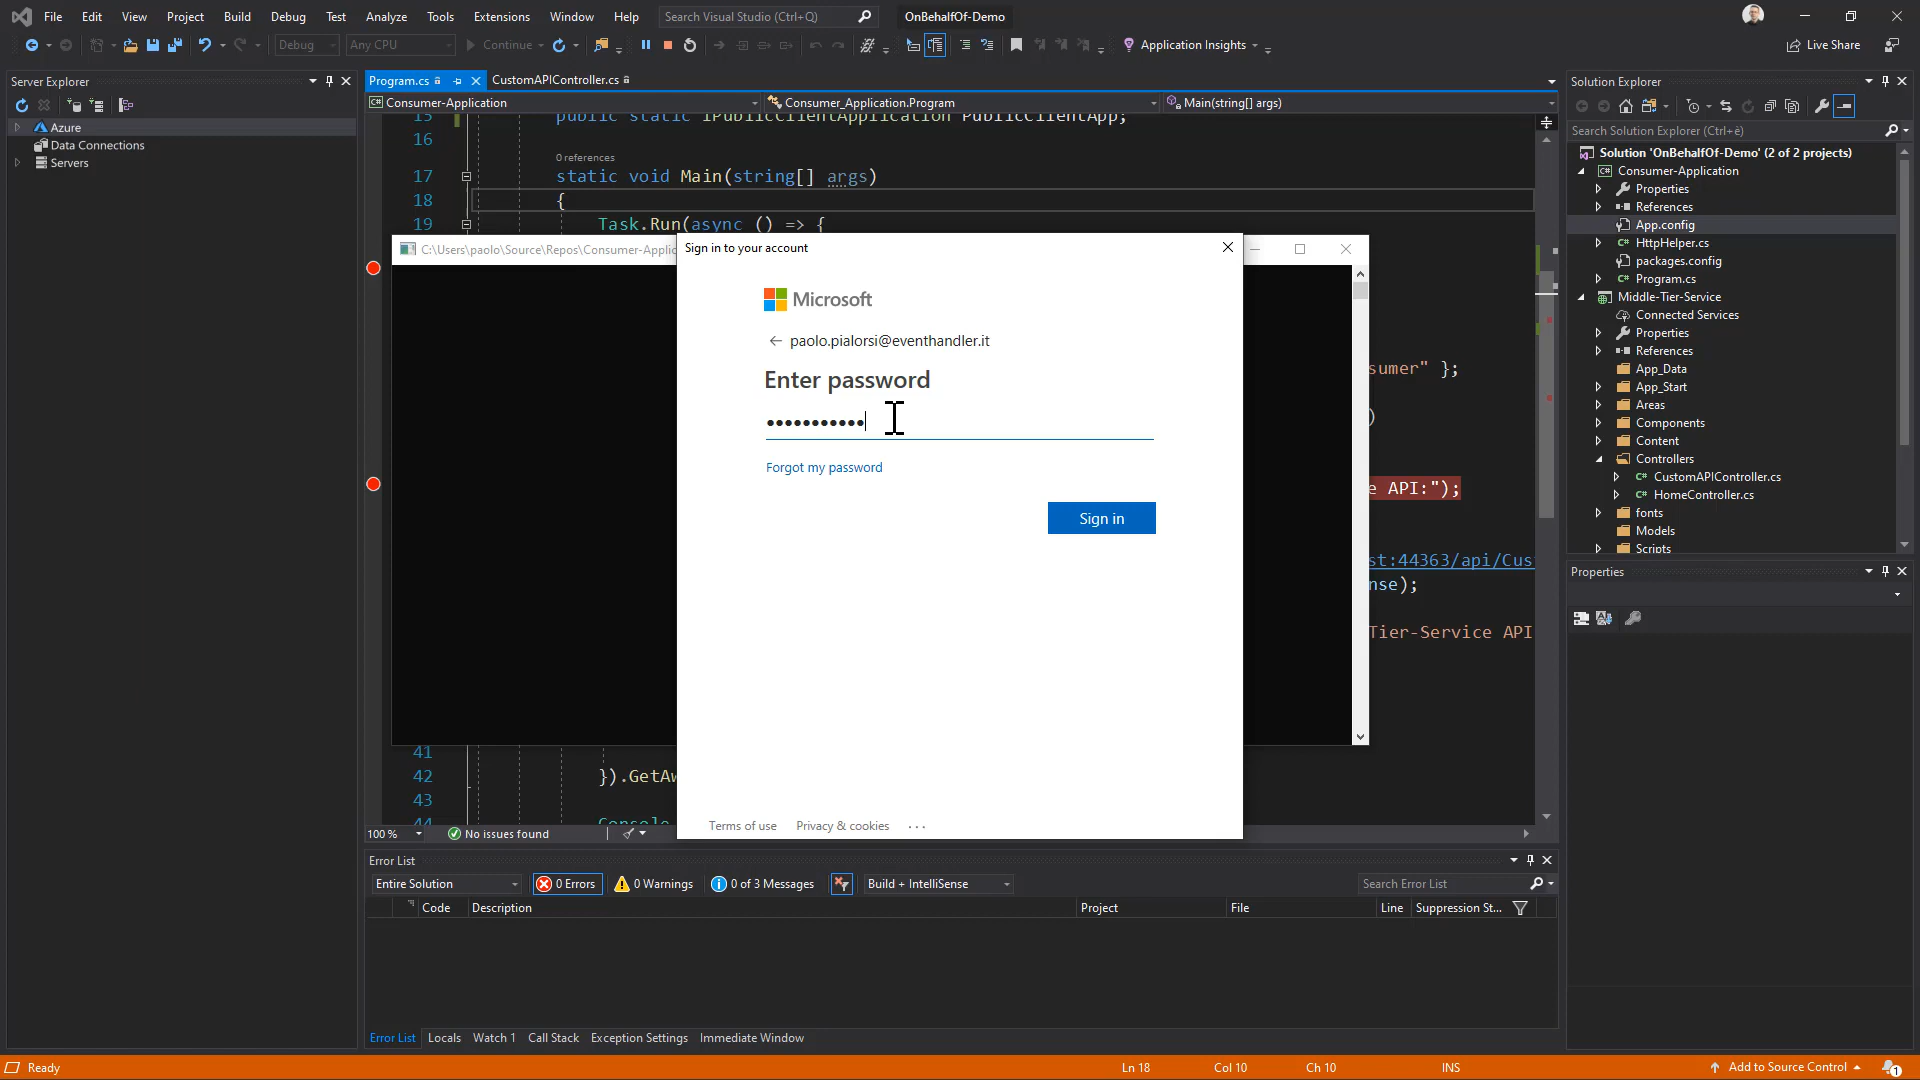 File Edit View Project Build Debug Test Analyze Tools Extensions Window Help Search Visual Studio (Ctrl+Q) OnBehalfOf-Demo
Debug Any CPU Continue Application Insights Live Share
Server Explorer
Azure
Data Connections
Servers
Program.cs CustomAPIController.cs
Consumer-Application Consumer_Application.Program Main(string[] args)
15 public static IPublicClientApplication PublicClientApp;
16
0 references
17 static void Main(string[] args)
18 {
19 Task.Run(async () => {
C:\Users\paolo\Source\Repos\Consumer-Applic
sumer" };
)
e API:");
st:44363/api/Cus
nse);
Tier-Service API
41
42 }).GetAw
43
44 Console
Sign in to your account
Microsoft
← paolo.pialorsi@eventhandler.it
Enter password
•••••••••••
Forgot my password
Sign in
Terms of use Privacy & cookies ...
100 % No issues found
Error List
Entire Solution 0 Errors 0 Warnings 0 of 3 Messages Build + IntelliSense Search Error List
Code Description Project File Line Suppression St...
Error List Locals Watch 1 Call Stack Exception Settings Immediate Window
Solution Explorer
Search Solution Explorer (Ctrl+è)
Solution 'OnBehalfOf-Demo' (2 of 2 projects)
Consumer-Application
Properties
References
App.config
HttpHelper.cs
packages.config
Program.cs
Middle-Tier-Service
Connected Services
Properties
References
App_Data
App_Start
Areas
Components
Content
Controllers
CustomAPIController.cs
HomeController.cs
fonts
Models
Scripts
Properties
Ready Ln 18 Col 10 Ch 10 INS Add to Source Control 1